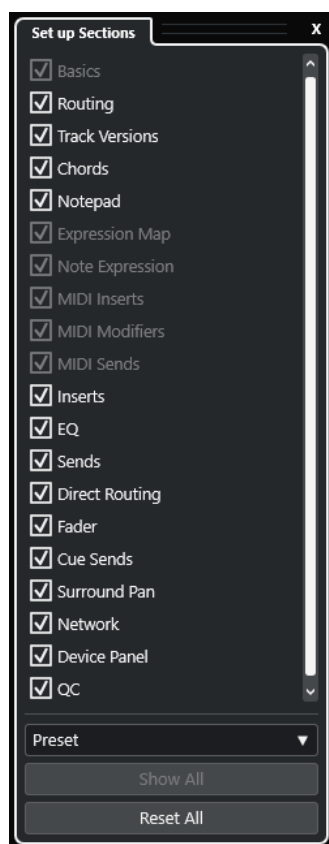 Set up Sections
X
Basics
Routing
Track Versions
Chords
Notepad
Expression Map
Note Expression
MIDI Inserts
MIDI Modifiers
MIDI Sends
Inserts
EQ
Sends
Direct Routing
Fader
Cue Sends
Surround Pan
Network
Device Panel
QC
Preset
Show All
Reset All